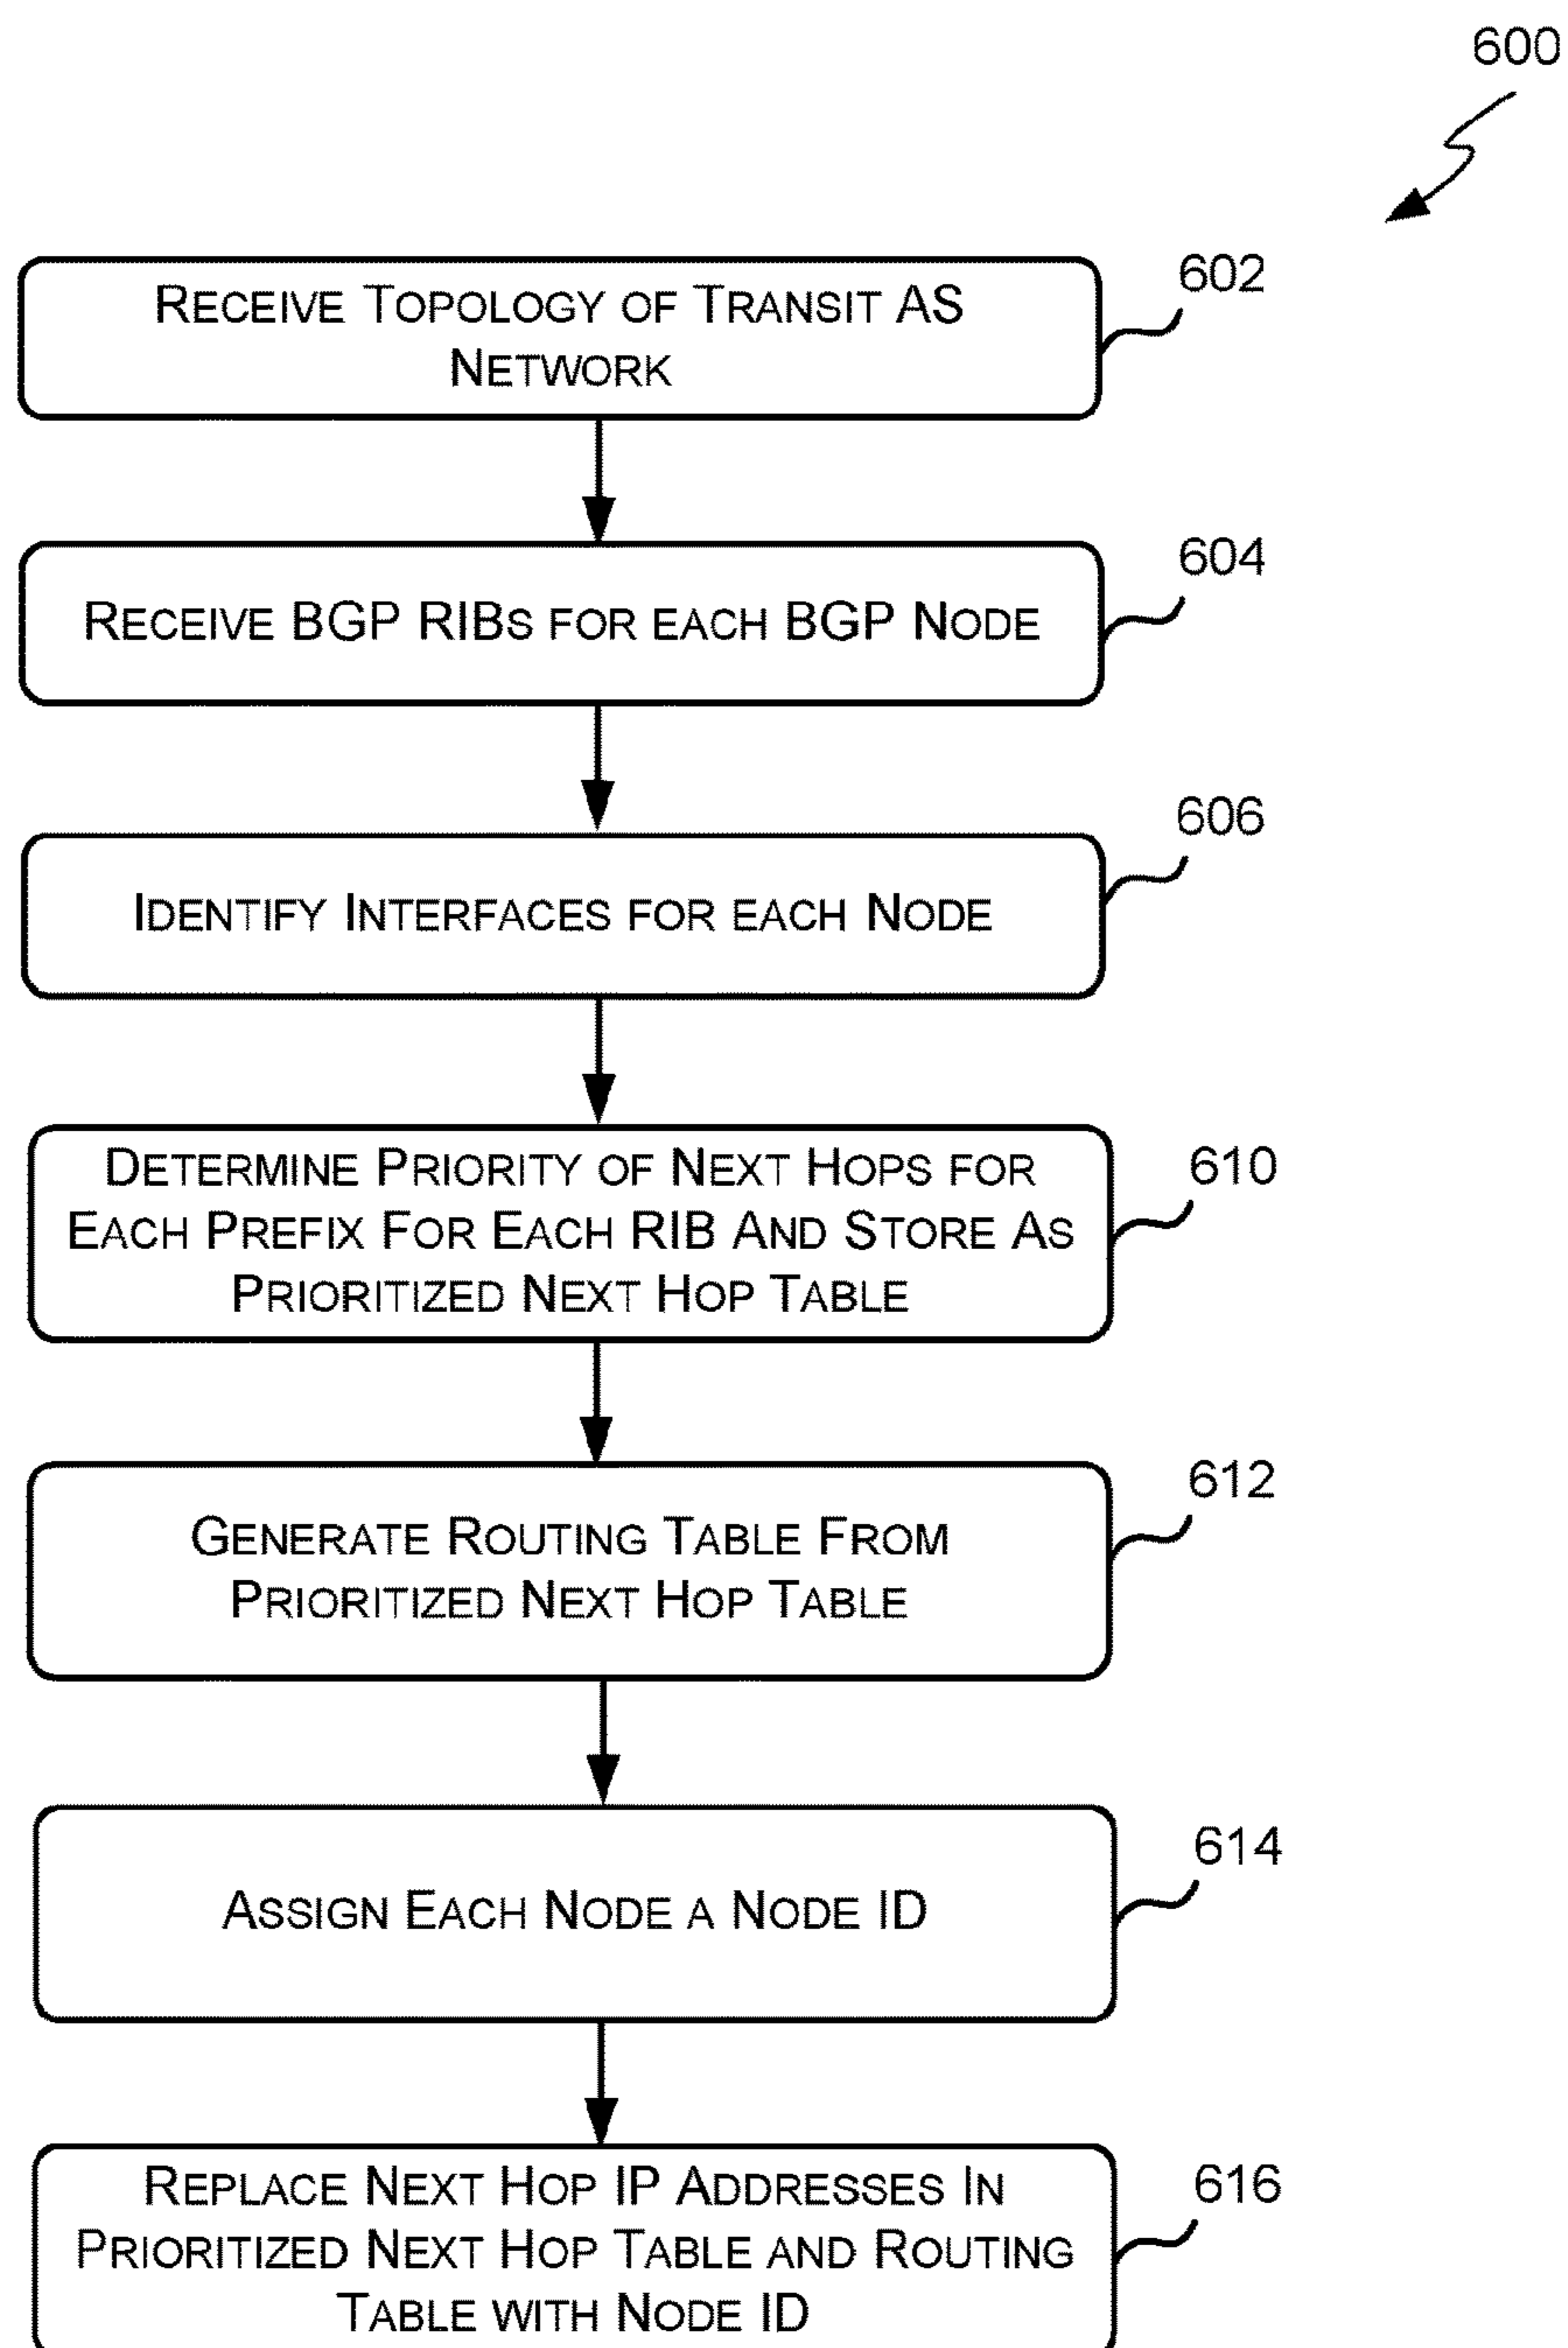 600
RECEIVE TOPOLOGY OF TRANSIT AS
NETWORK
602
RECEIVE BGP RIBS FOR EACH BGP NODE
604
IDENTIFY INTERFACES FOR EACH NODE
606
DETERMINE PRIORITY OF NEXT HOPS FOR
EACH PREFIX FOR EACH RIB AND STORE AS
PRIORITIZED NEXT HOP TABLE
610
GENERATE ROUTING TABLE FROM
PRIORITIZED NEXT HOP TABLE
612
ASSIGN EACH NODE A NODE ID
614
REPLACE NEXT HOP IP ADDRESSES IN
PRIORITIZED NEXT HOP TABLE AND ROUTING
TABLE WITH NODE ID
616